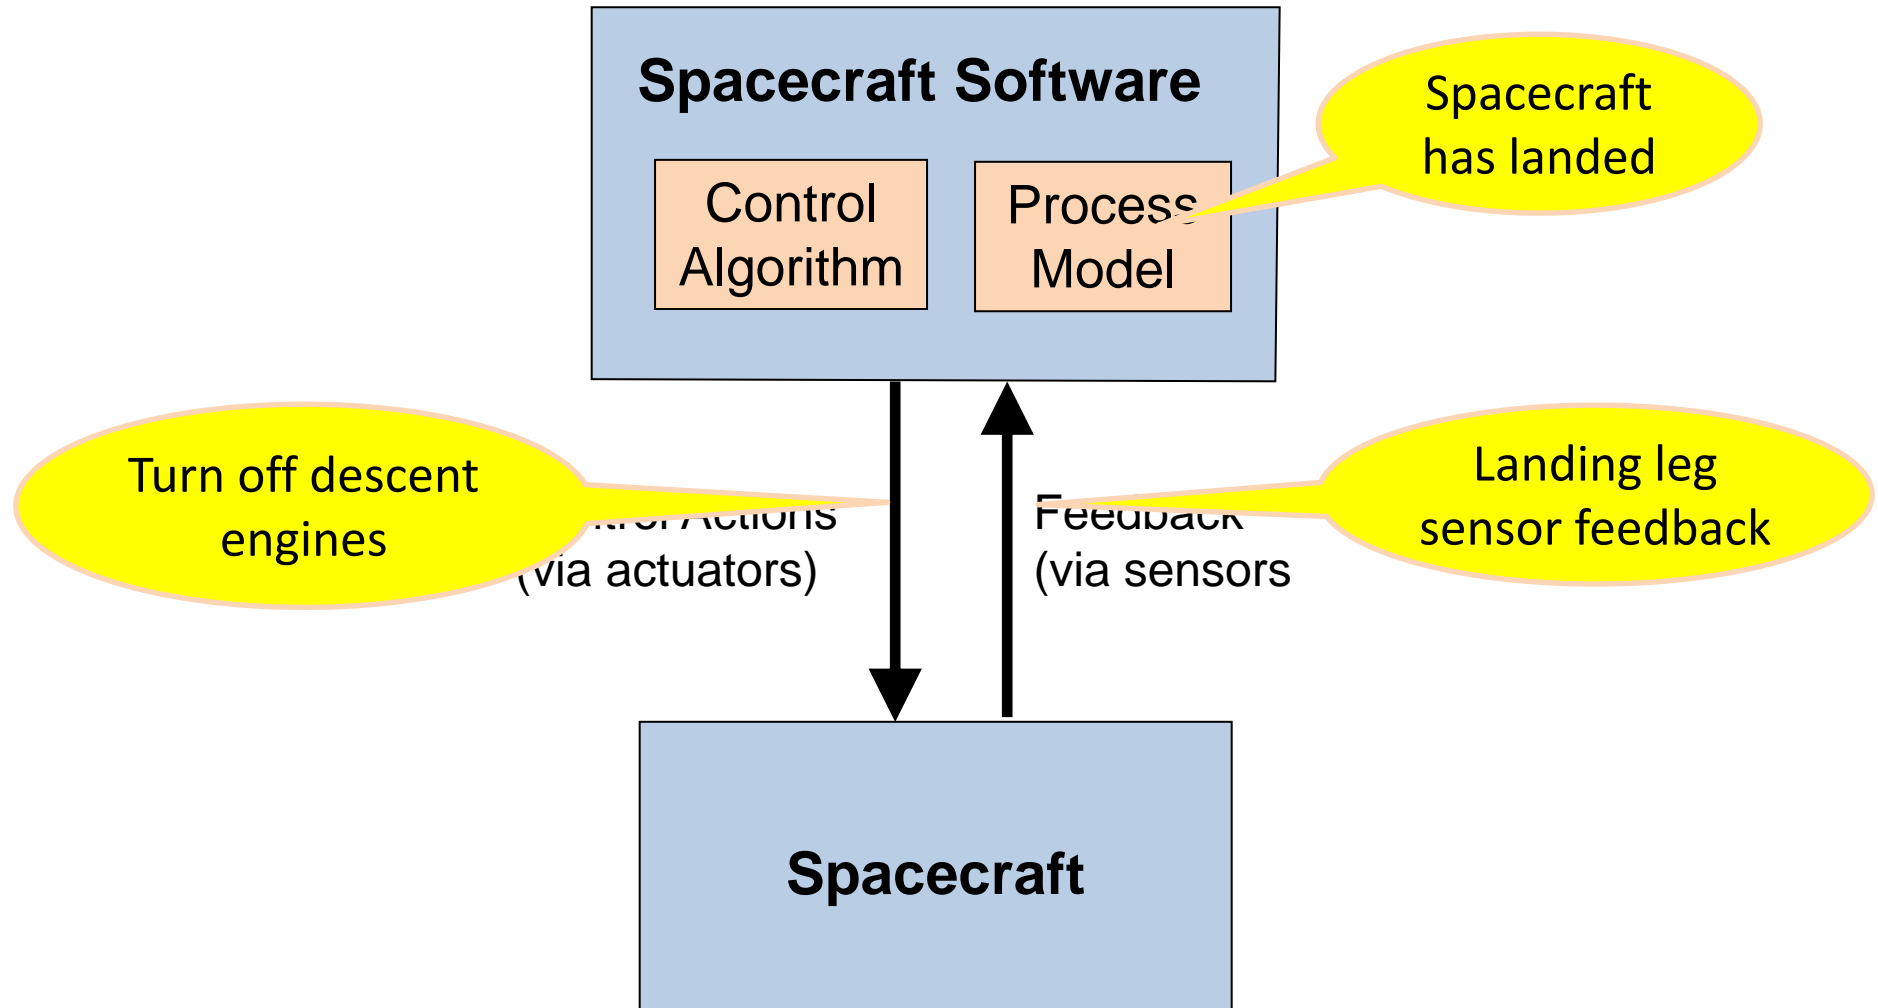 Spacecraft Software
Spacecraft
has landed
Control
Algorithm
Process
Model
Turn off descent
engines
Actions
(via actuators)
Feedback
(via sensors
Landing leg
sensor feedback
Spacecraft